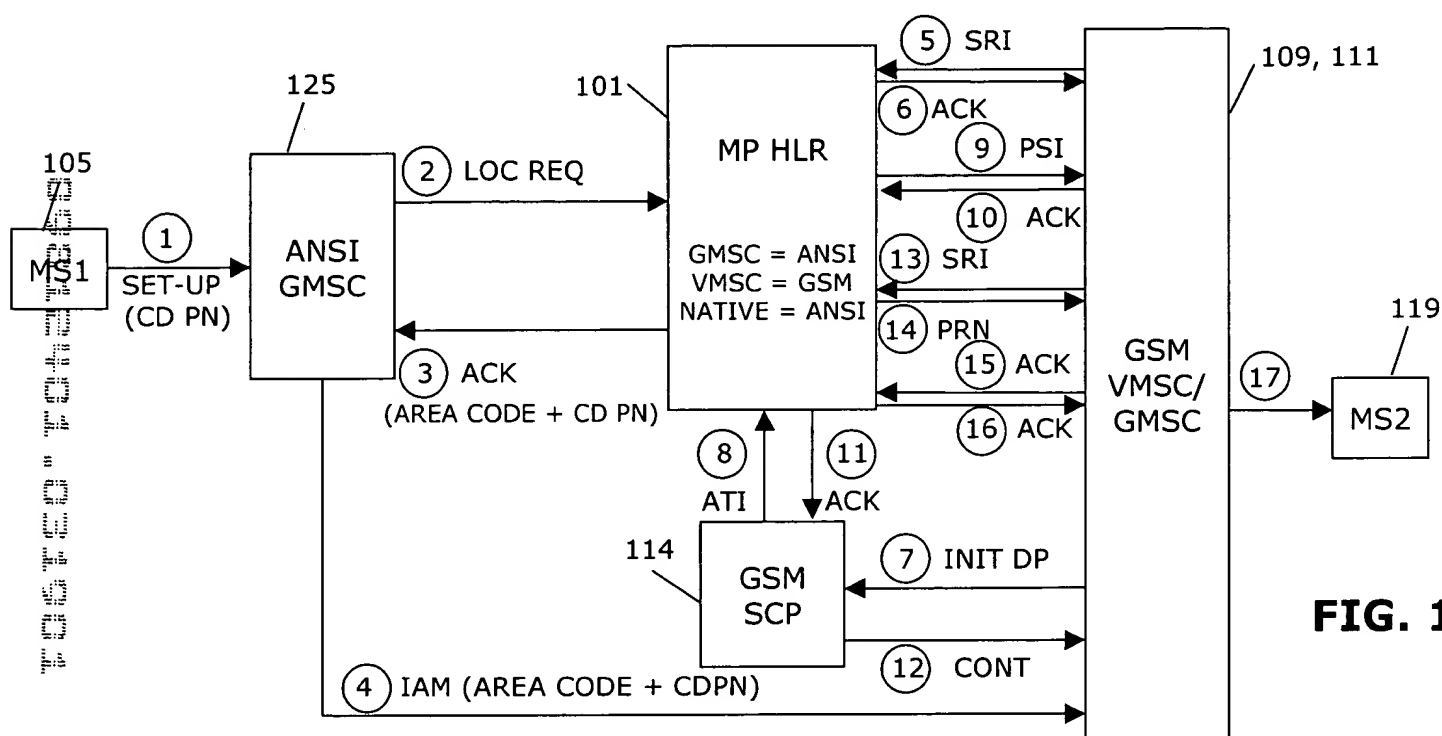 5 SRI
109, 111
125
101
6 ACK
MP HLR
9 PSI
105
2 LOC REQ
10 ACK
1
ANSI
GMSC
MS1
SET-UP
(CD PN)
GMSC = ANSI
VMSC = GSM
NATIVE = ANSI
13 SRI
14 PRN
119
3 ACK
(AREA CODE + CD PN)
15 ACK
GSM
VMSC/
GMSC
17
MS2
16 ACK
8
ATI
11
ACK
114
GSM
SCP
7 INIT DP
12 CONT
4 IAM (AREA CODE + CDPN)
FIG. 1